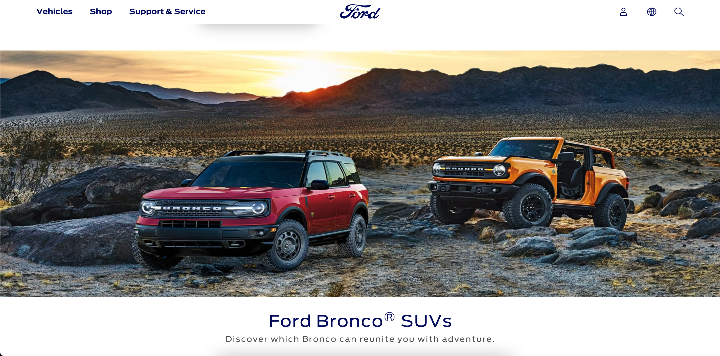 Vehicles Shop Support & Service Ford
BRONCO
BRONCO
Ford Bronco® SUVs
Discover which Bronco can reunite you with adventure.